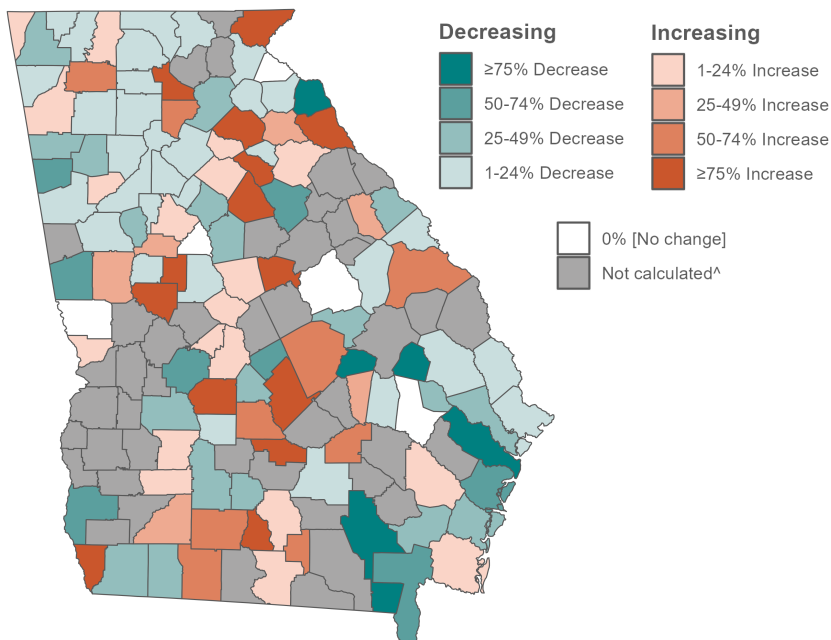 Decreasing
≥75% Decrease
50-74% Decrease
25-49% Decrease
1-24% Decrease
Increasing
1-24% Increase
25-49% Increase
50-74% Increase
≥75% Increase
0% [No change]
Not calculated^